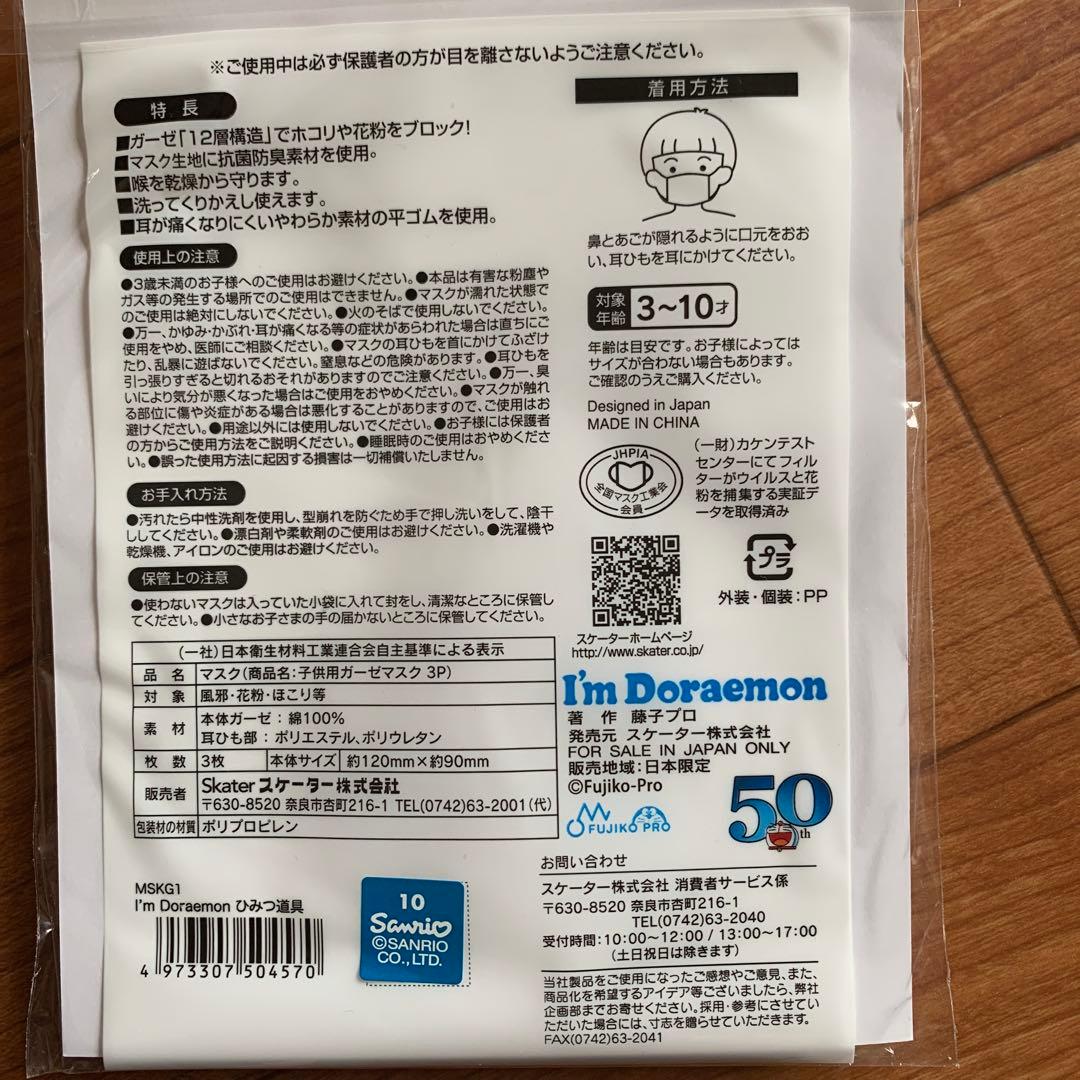 ※ご使用中は必ず保護者の方が目を離さないようご注意ください。
特長
■ガーゼ「12層構造」でホコリや花粉をブロック!
■マスク生地に抗菌防臭素材を使用。
■喉を乾燥から守ります。
■洗ってくりかえし使えます。
■耳が痛くなりにくいやわらか素材の平ゴムを使用。
使用上の注意
●3歳未満のお子様へのご使用はお避けください。●本品は有害な粉塵や
ガス等の発生する場所でのご使用はできません。●マスクが濡れた状態で
のご使用は絶対にしないでください。●火のそばで使用しないでください。
●万一、かゆみ・かぶれ・耳が痛くなる等の症状があらわれた場合は直ちにご
使用をやめ、医師にご相談ください。●マスクの耳ひもを首にかけてふざけ
たり、乱暴に遊ばないでください。窒息などの危険があります。●耳ひもを
引っ張りすぎると切れるおそれがありますのでご注意ください。●万一、臭
いにより気分が悪くなった場合はご使用をおやめください。●マスクが触れ
る部位に傷や炎症がある場合は悪化することがありますので、ご使用はお
避けください。●用途以外には使用しないでください。●お子様には保護者
の方からご使用方法をご説明ください。●睡眠時のご使用はおやめくださ
い。●誤った使用方法に起因する損害は一切補償いたしません。
お手入れ方法
●汚れたら中性洗剤を使用し、型崩れを防ぐため手で押し洗いをして、陰干
ししてください。●漂白剤や柔軟剤のご使用はお避けください。●洗濯機や
乾燥機、アイロンのご使用はお避けください。
保管上の注意
●使わないマスクは入っていた小袋に入れて封をし、清潔なところに保管し
てください。●小さなお子さまの手の届かないところに保管してください。
(一社)日本衛生材料工業連合会自主基準による表示
品名 マスク(商品名:子供用ガーゼマスク 3P)
対象 風邪・花粉・ほこり等
素材 本体ガーゼ:綿100%
耳ひも部:ポリエステル、ポリウレタン
枚数 3枚 本体サイズ 約120mm×約90mm
販売者 Skater スケーター株式会社
〒630-8520 奈良市杏町216-1 TEL(0742)63-2001(代)
包装材の材質 ポリプロピレン
MSKG1
I'm Doraemon ひみつ道具
4 973307 504570
10
Sanrio
©SANRIO
CO.,LTD.
着用方法
鼻とあごが隠れるように口元をおお
い、耳ひもを耳にかけてください。
対象年齢 3〜10才
年齢は目安です。お子様によっては
サイズが合わない場合もあります。
ご確認のうえご購入ください。
Designed in Japan
MADE IN CHINA
JHPIA
全国マスク工業会
会員
(一財)カケンテスト
センターにてフィル
ターがウイルスと花
粉を捕集する実証デ
ータを取得済み
スケーターホームページ
http://www.skater.co.jp/
プラ
外装・個装:PP
I'm Doraemon
著作 藤子プロ
発売元 スケーター株式会社
FOR SALE IN JAPAN ONLY
販売地域:日本限定
©Fujiko-Pro
FUJIKO PRO
50th
お問い合わせ
スケーター株式会社 消費者サービス係
〒630-8520 奈良市杏町216-1
TEL(0742)63-2040
受付時間:10:00〜12:00 / 13:00〜17:00
(土日祝日は除きます)
当社製品をご使用になったご感想やご意見、また、
商品化を希望するアイデア等ございましたら、弊社
企画部までお寄せください。採用・参考にさせてい
ただいた場合には、寸志を贈らせていただきます。
FAX(0742)63-2041